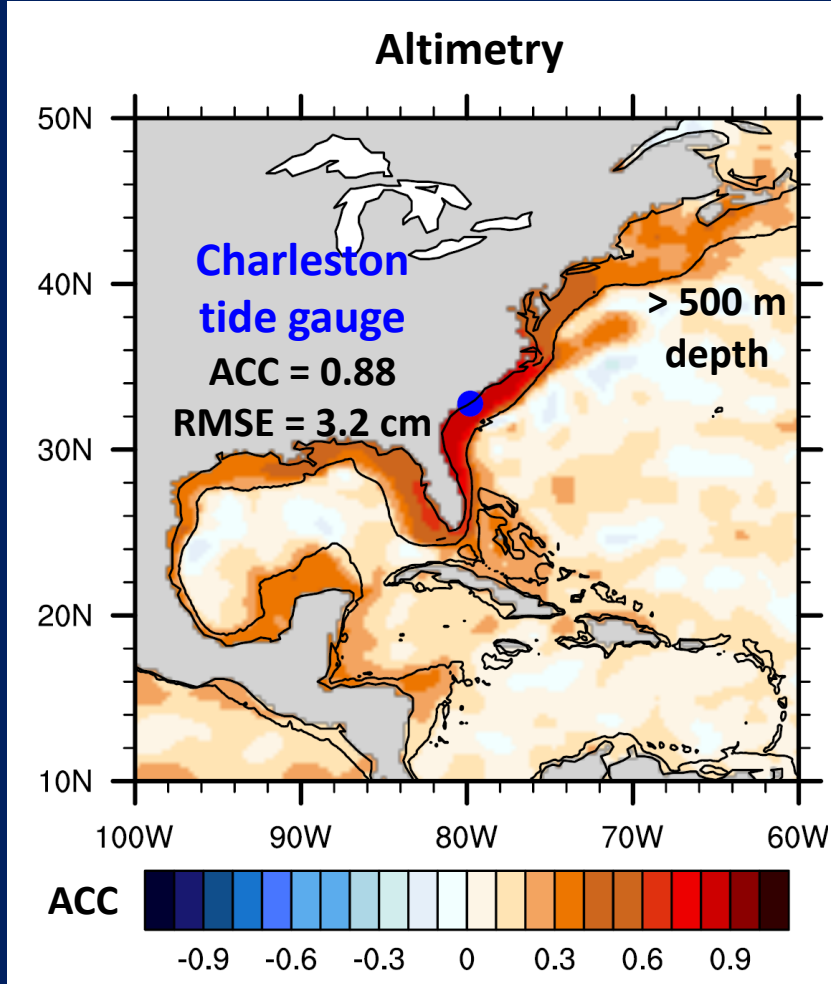 Altimetry
50N
40N
30N
20N
10N
Charleston
tide gauge
ACC = 0.88
RMSE = 3.2 cm
> 500 m
depth
100W 90W 80W 70W 60W
ACC
-0.9 -0.6 -0.3 0 0.3 0.6 0.9